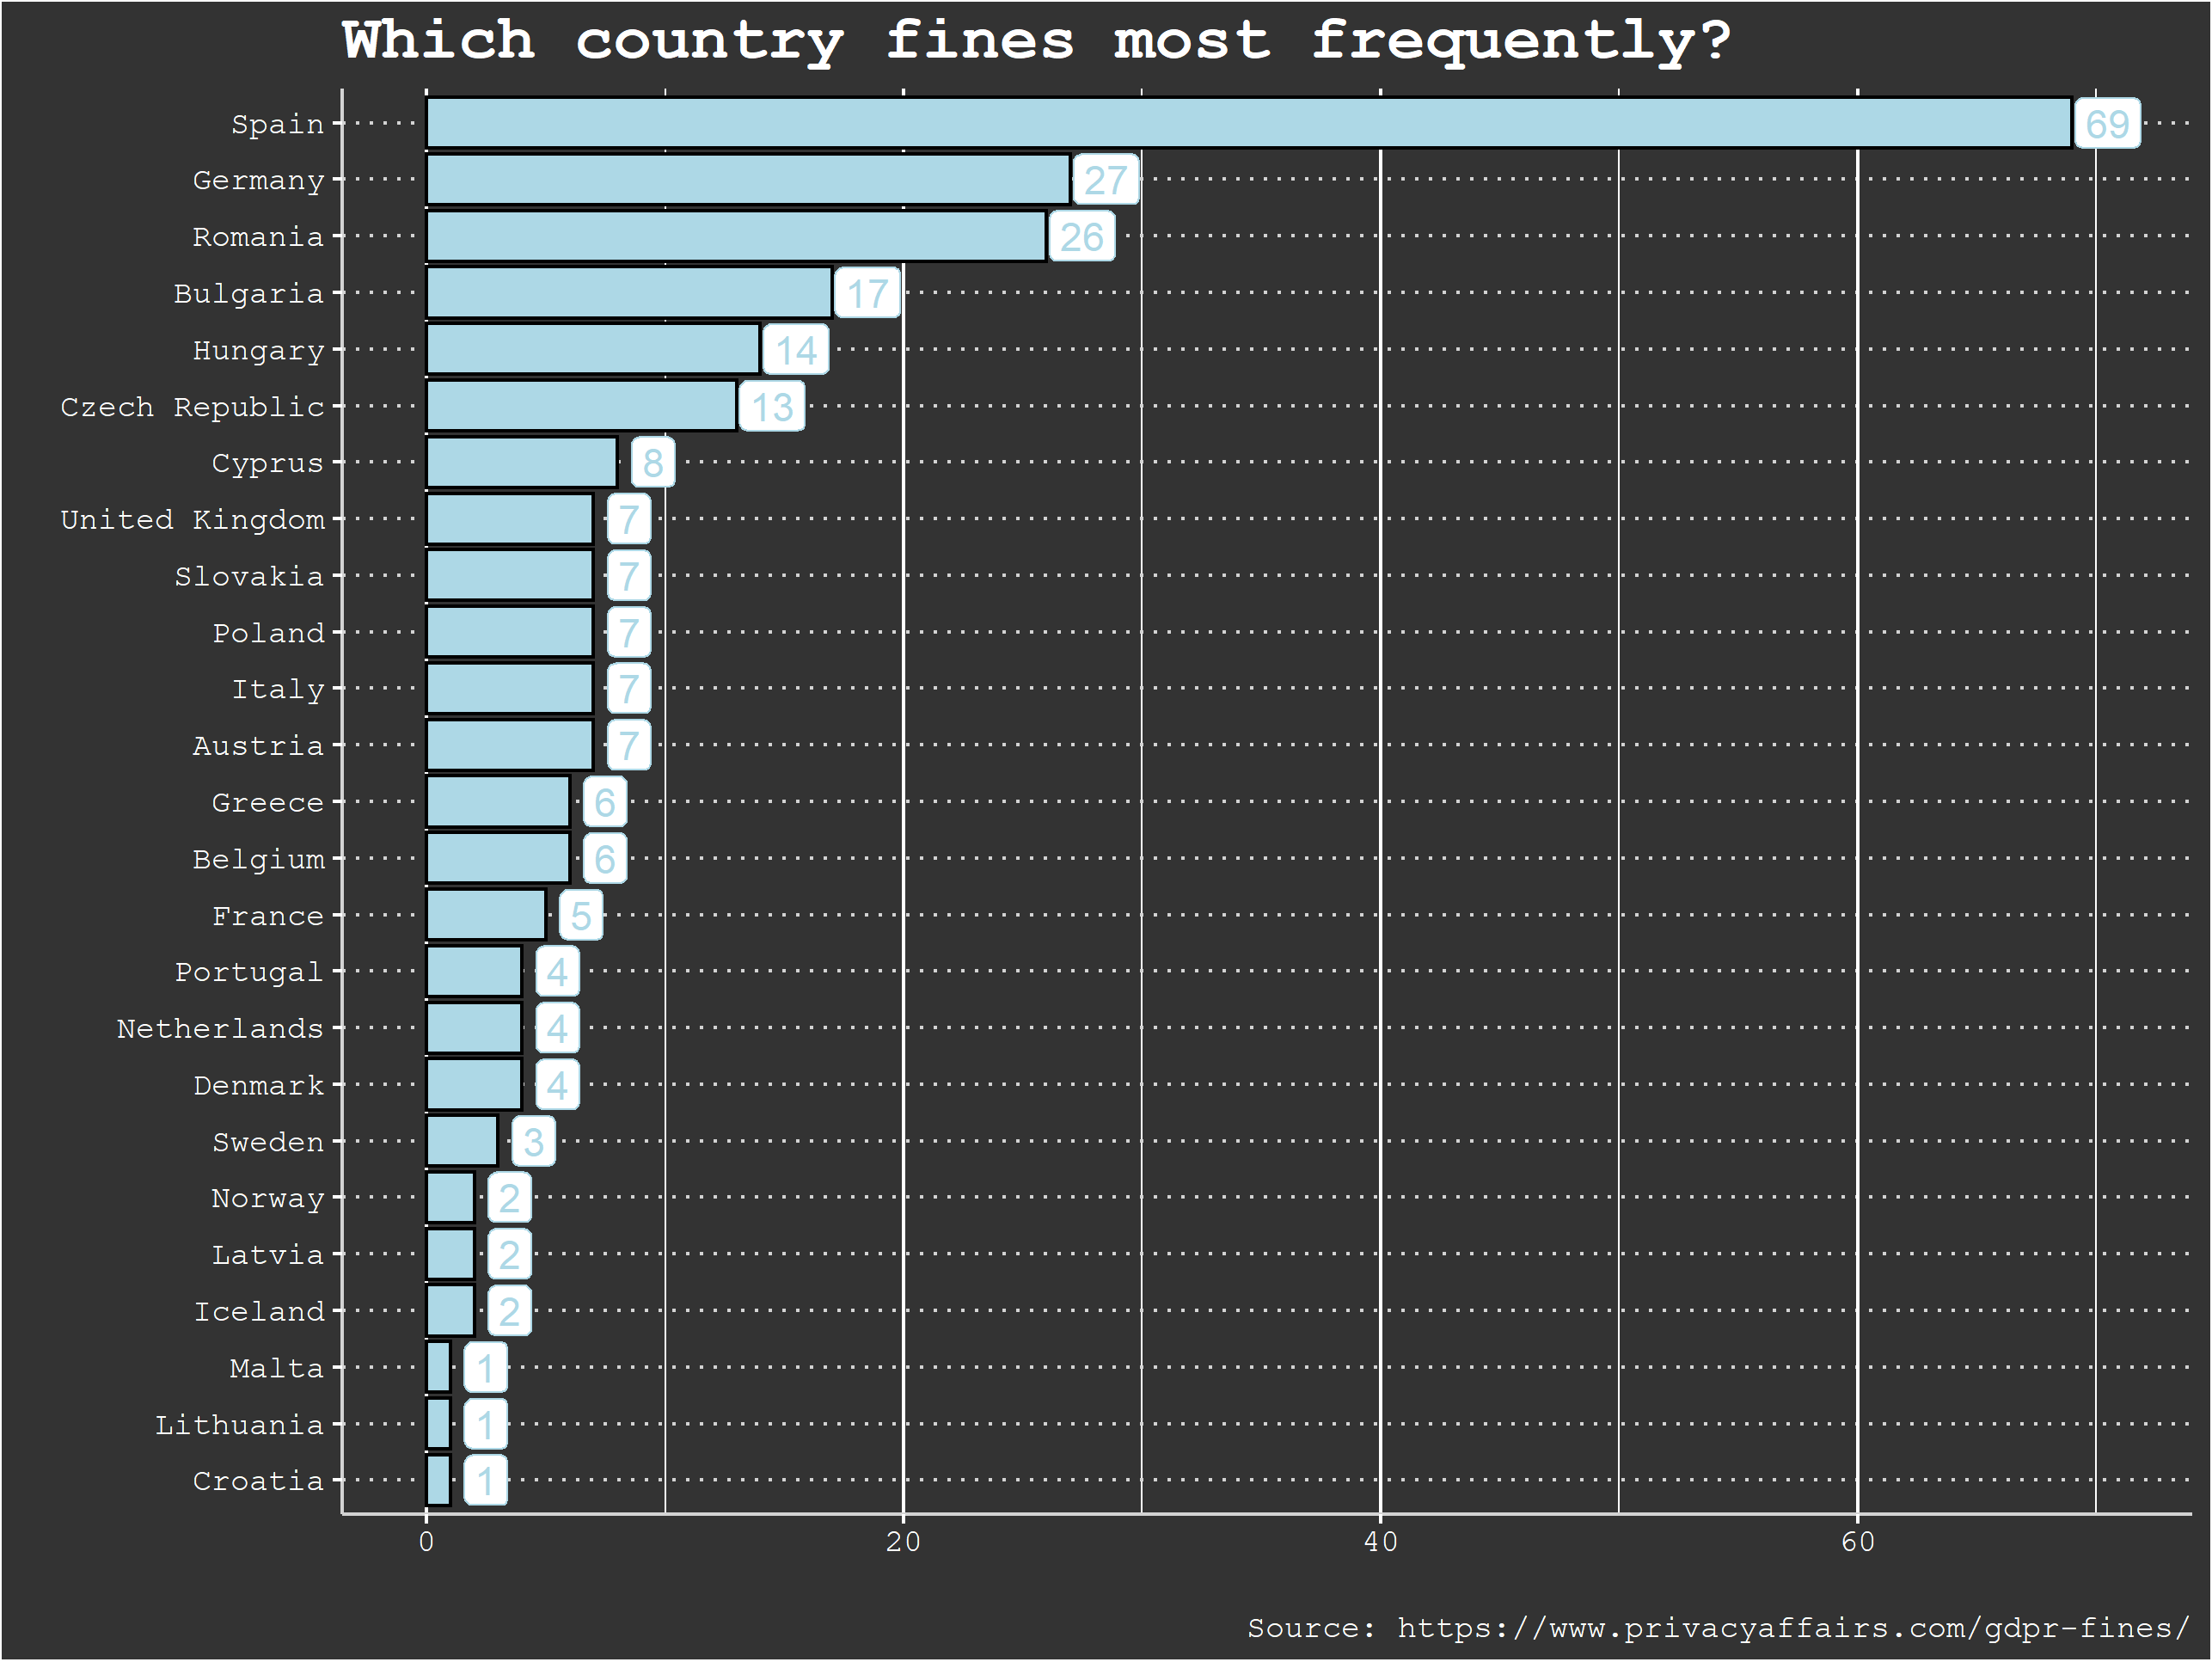 Which country fines most frequently?
Spain 69
Germany 27
Romania 26
Bulgaria 17
Hungary 14
Czech Republic 13
Cyprus 8
United Kingdom 7
Slovakia 7
Poland 7
Italy 7
Austria 7
Greece 6
Belgium 6
France 5
Portugal 4
Netherlands 4
Denmark 4
Sweden 3
Norway 2
Latvia 2
Iceland 2
Malta 1
Lithuania 1
Croatia 1
0 20 40 60
Source: https://www.privacyaffairs.com/gdpr-fines/